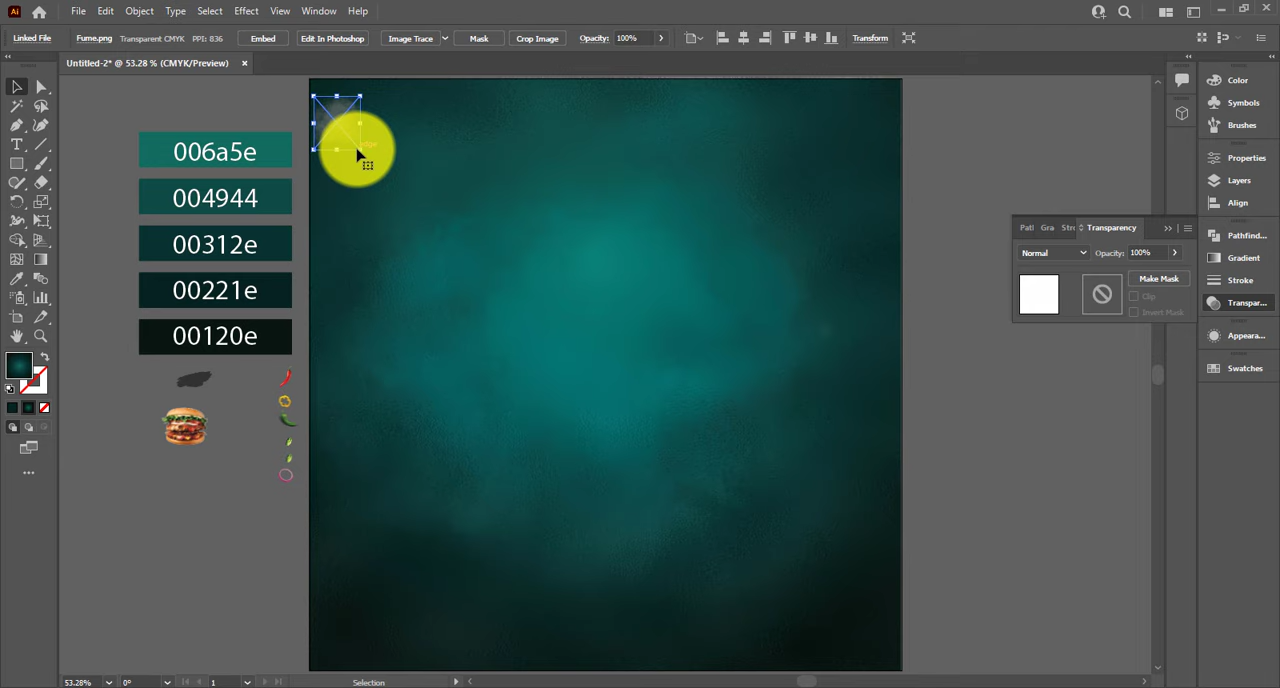 Ai File Edit Object Type Select Effect View Window Help
Linked File Fume.png Transparent CMYK PPI: 836 Embed Edit In Photoshop Image Trace Mask Crop Image Opacity: 100% Transform
Untitled-2* @ 53.28 % (CMYK/Preview)
006a5e
004944
00312e
00221e
00120e
Patl Gra Str Transparency
Normal Opacity: 100%
Make Mask
Clip
Invert Mask
Color
Symbols
Brushes
Properties
Layers
Align
Pathfind...
Gradient
Stroke
Transpar...
Appeara...
Swatches
53.28% 0° 1 Selection